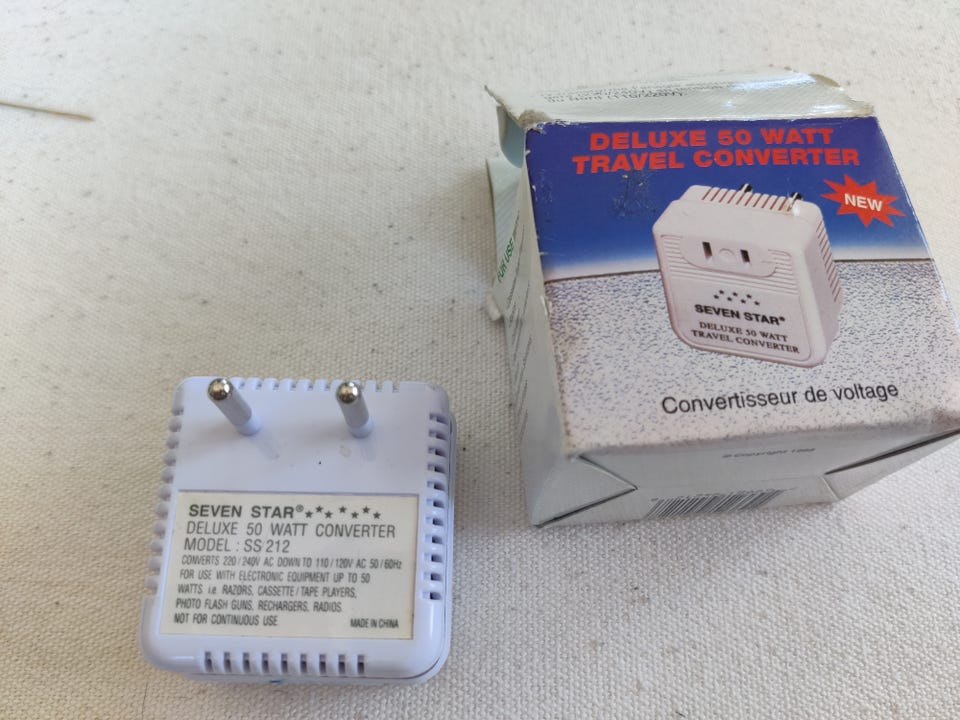 SEVEN STAR®
DELUXE 50 WATT CONVERTER
MODEL : SS 212
CONVERTS 220/240V AC DOWN TO 110/120V AC 50/60Hz
FOR USE WITH ELECTRONIC EQUIPMENT UP TO 50
WATTS i.e. RAZORS, CASSETTE/TAPE PLAYERS,
PHOTO FLASH GUNS, RECHARGERS, RADIOS.
NOT FOR CONTINUOUS USE
MADE IN CHINA
DELUXE 50 WATT
TRAVEL CONVERTER
NEW
SEVEN STAR®
DELUXE 50 WATT
TRAVEL CONVERTER
Convertisseur de voltage
FOR USE
© Copyright